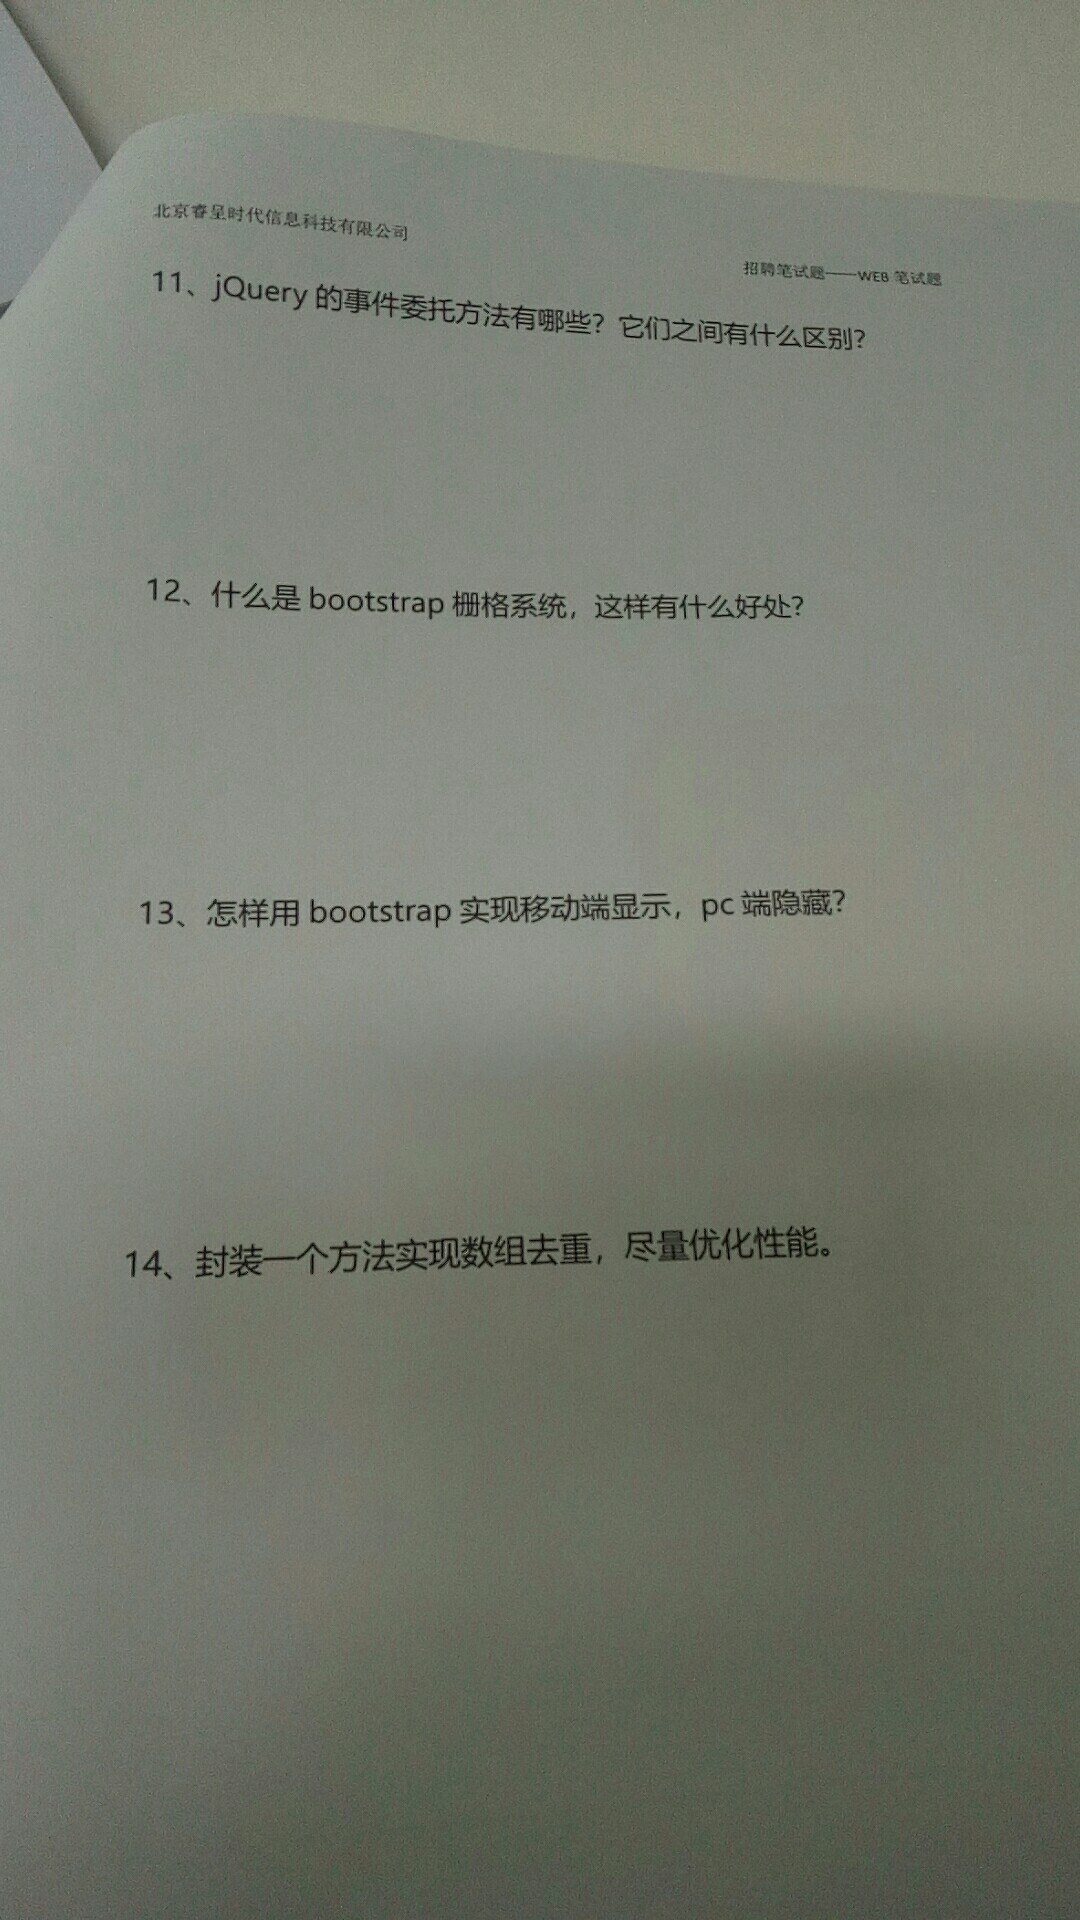 北京睿呈时代信息科技有限公司
招聘笔试题——WEB 笔试题
11、jQuery 的事件委托方法有哪些？它们之间有什么区别？
12、什么是 bootstrap 栅格系统，这样有什么好处？
13、怎样用 bootstrap 实现移动端显示，pc 端隐藏？
14、封装一个方法实现数组去重，尽量优化性能。